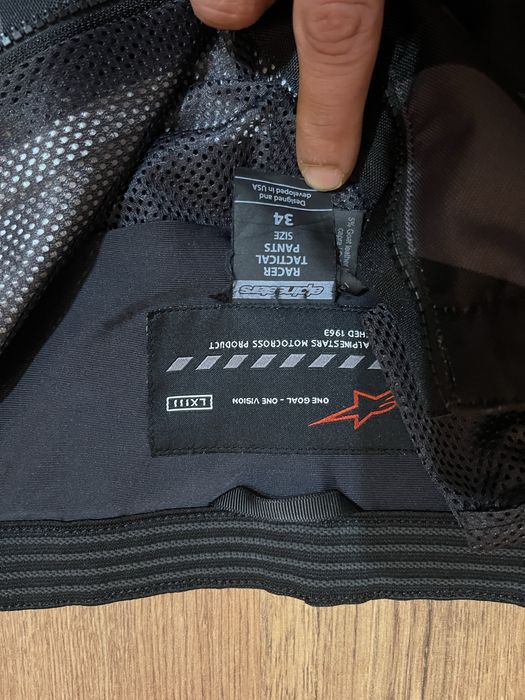 alpinestars
RACER
TACTICAL
PANTS
SIZE
34
Designed and
developed in USA
ONE GOAL - ONE VISION
LXIII
ALPINESTARS MOTOCROSS PRODUCT
HED 1963